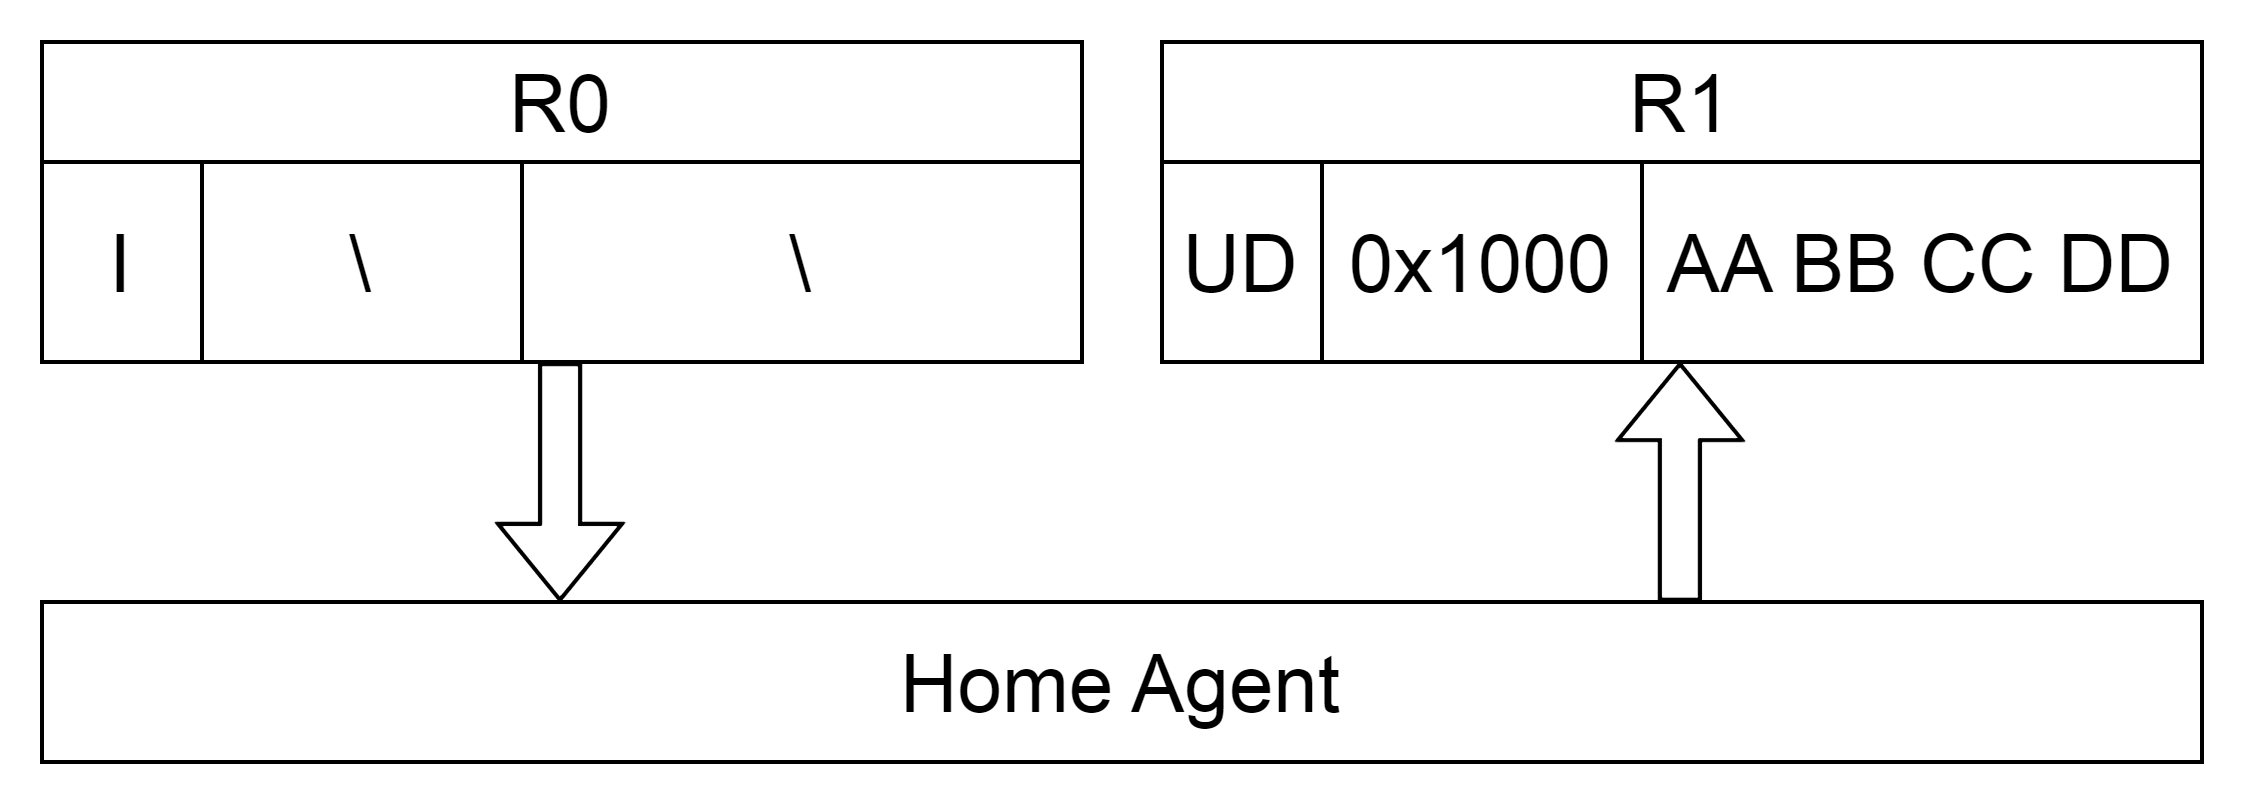 R0
R1
I \ \
UD 0x1000 AA BB CC DD
Home Agent